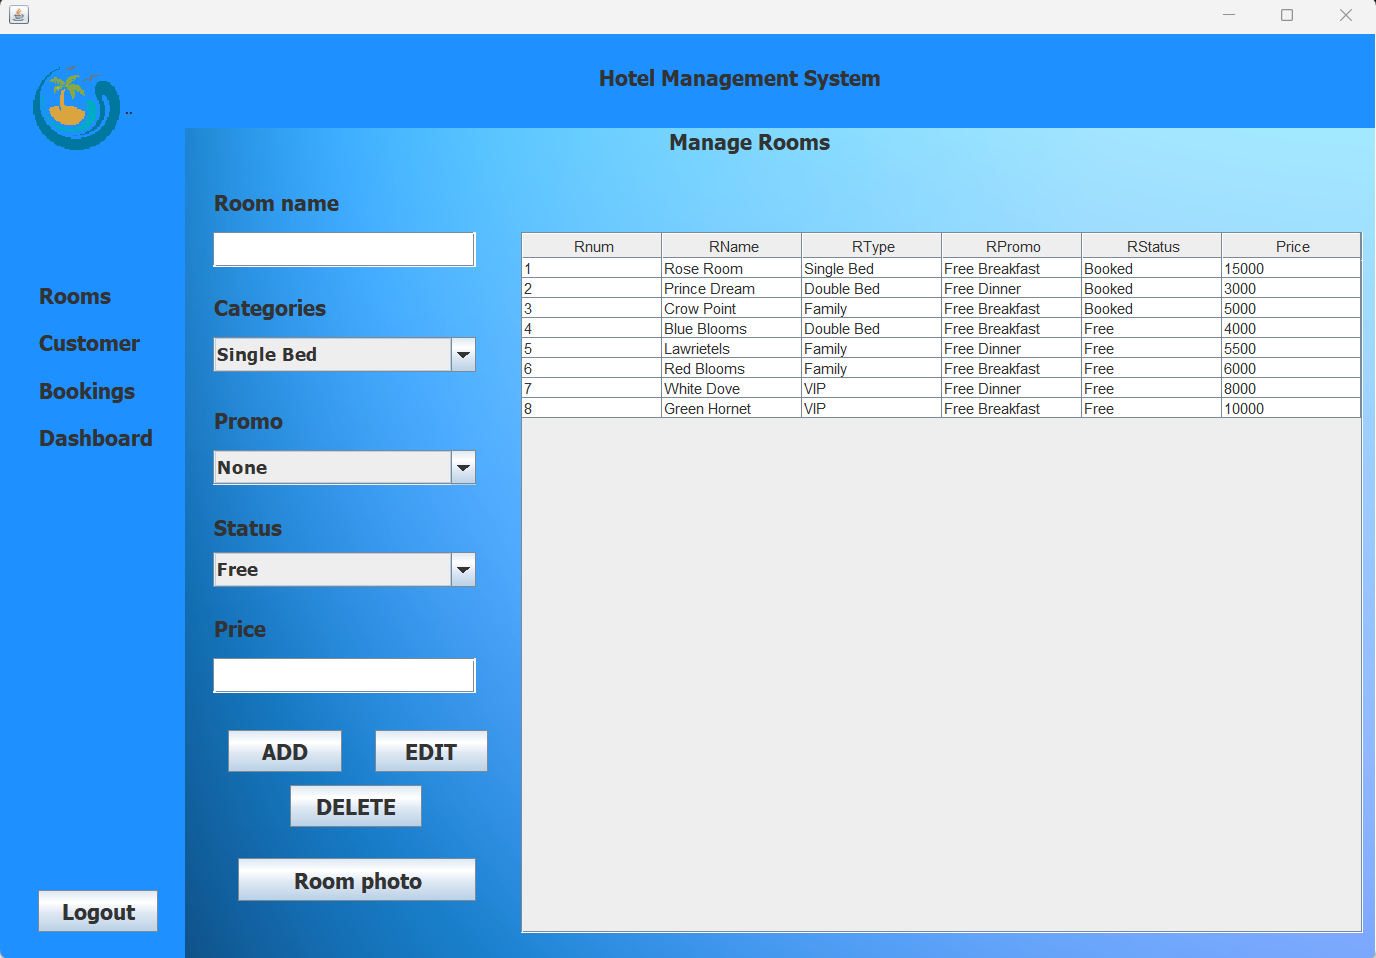 Hotel Management System
..
Manage Rooms
Room name
Categories
Single Bed
Promo
None
Status
Free
Price
ADD EDIT
DELETE
Room photo
Rooms
Customer
Bookings
Dashboard
Logout
Rnum RName RType RPromo RStatus Price
1 Rose Room Single Bed Free Breakfast Booked 15000
2 Prince Dream Double Bed Free Dinner Booked 3000
3 Crow Point Family Free Breakfast Booked 5000
4 Blue Blooms Double Bed Free Breakfast Free 4000
5 Lawrietels Family Free Dinner Free 5500
6 Red Blooms Family Free Breakfast Free 6000
7 White Dove VIP Free Dinner Free 8000
8 Green Hornet VIP Free Breakfast Free 10000